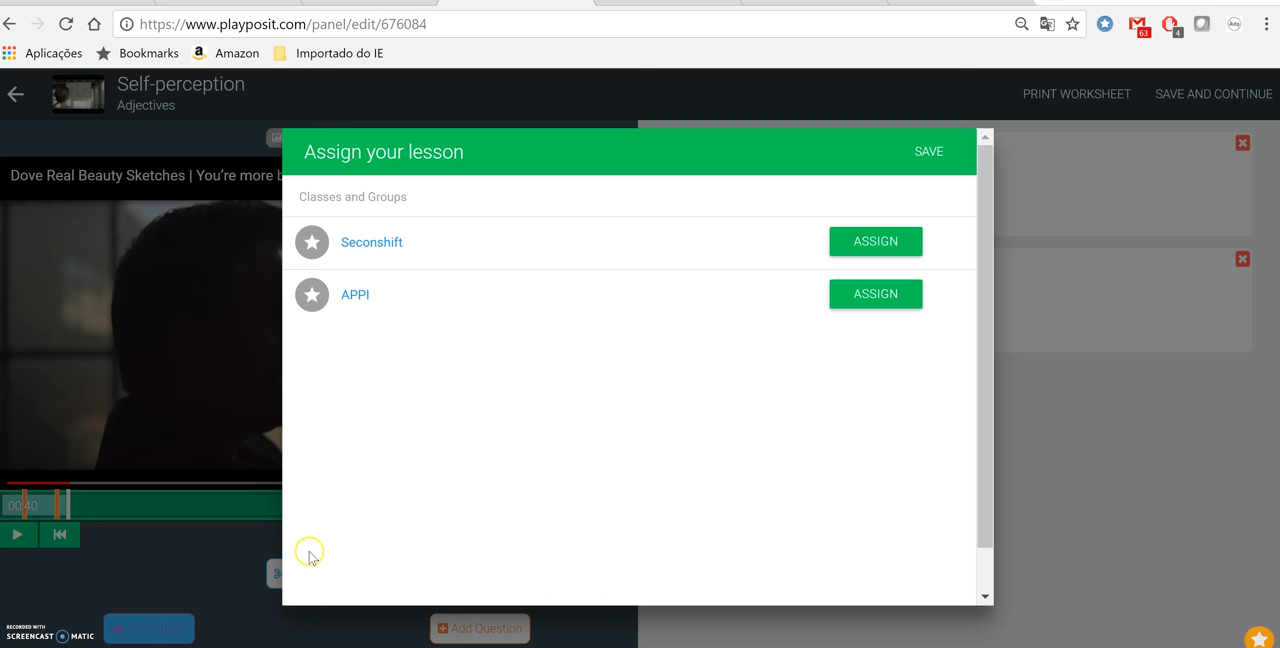 https://www.playposit.com/panel/edit/676084
63
4
Aplicações Bookmarks Amazon Importado do IE
Self-perception
Adjectives
PRINT WORKSHEET SAVE AND CONTINUE
Assign your lesson SAVE
Dove Real Beauty Sketches | You're more b
Classes and Groups
Seconshift ASSIGN
APPI ASSIGN
00:40
RECORDED WITH
SCREENCAST MATIC
Add Question